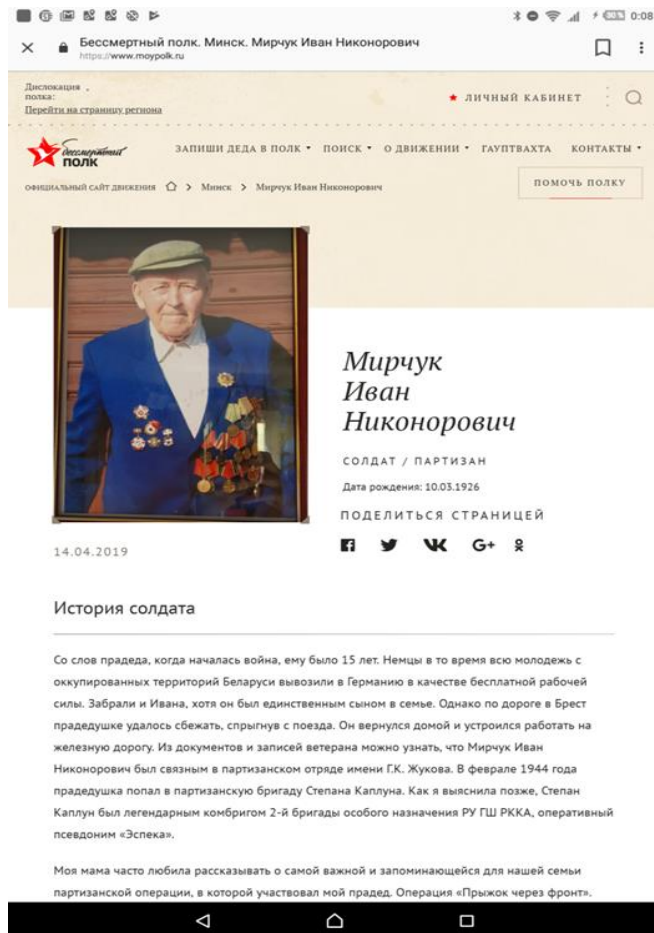 30% 0:08
Бессмертный полк. Минск. Мирчук Иван Никонорович
https://www.moypolk.ru
Дислокация .
полка:
Перейти на страницу региона
ЛИЧНЫЙ КАБИНЕТ
бессмертный
ПОЛК
ЗАПИШИ ДЕДА В ПОЛК ПОИСК О ДВИЖЕНИИ ГАУПТВАХТА КОНТАКТЫ
ОФИЦИАЛЬНЫЙ САЙТ ДВИЖЕНИЯ > Минск > Мирчук Иван Никонорович
ПОМОЧЬ ПОЛКУ
Мирчук
Иван
Никонорович
СОЛДАТ / ПАРТИЗАН
Дата рождения: 10.03.1926
ПОДЕЛИТЬСЯ СТРАНИЦЕЙ
G+
14.04.2019
История солдата
Со слов прадеда, когда началась война, ему было 15 лет. Немцы в то время всю молодежь с
оккупированных территорий Беларуси вывозили в Германию в качестве бесплатной рабочей
силы. Забрали и Ивана, хотя он был единственным сыном в семье. Однако по дороге в Брест
прадедушке удалось сбежать, спрыгнув с поезда. Он вернулся домой и устроился работать на
железную дорогу. Из документов и записей ветерана можно узнать, что Мирчук Иван
Никонорович был связным в партизанском отряде имени Г.К. Жукова. В феврале 1944 года
прадедушка попал в партизанскую бригаду Степана Каплуна. Как я выяснила позже, Степан
Каплун был легендарным комбригом 2-й бригады особого назначения РУ ГШ РККА, оперативный
псевдоним «Эспека».
Моя мама часто любила рассказывать о самой важной и запоминающейся для нашей семьи
партизанской операции, в которой участвовал мой прадед. Операция «Прыжок через фронт».